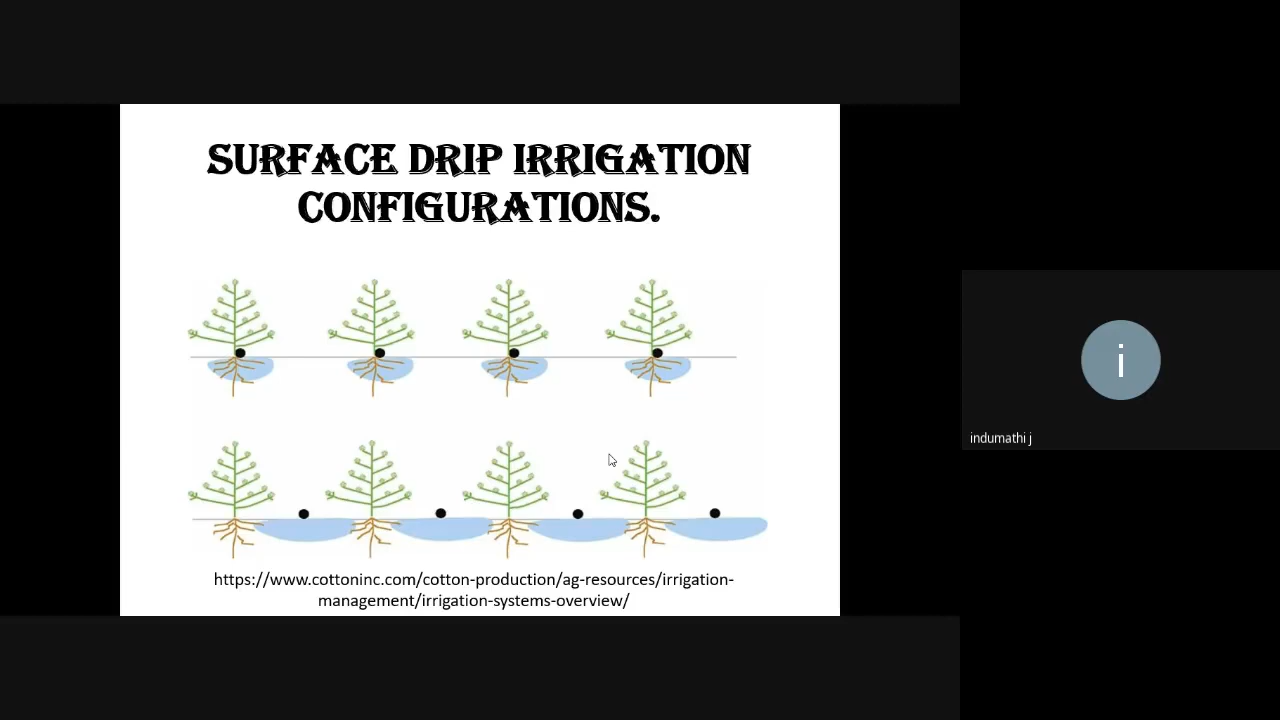 SURFACE DRIP IRRIGATION
CONFIGURATIONS.
https://www.cottoninc.com/cotton-production/ag-resources/irrigation-
management/irrigation-systems-overview/
i
indumathi j